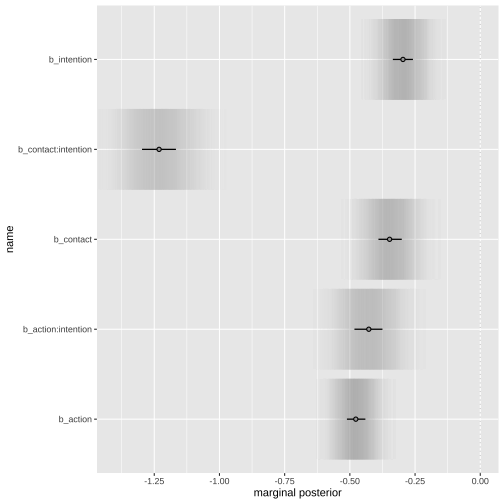 b_intention
b_contact:intention
b_contact
b_action:intention
b_action
name
-1.25 -1.00 -0.75 -0.50 -0.25 0.00
marginal posterior